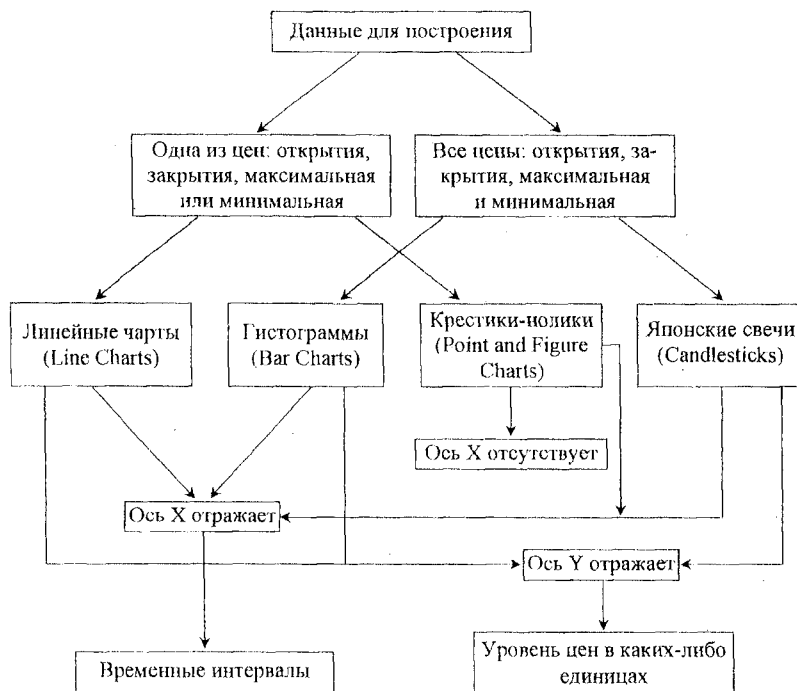 Данные для построения
Одна из цен: открытия,
закрытия, максимальная
или минимальная
Все цены: открытия, за-
крытия, максимальная
и минимальная
Линейные чарты
(Line Charts)
Гистограммы
(Bar Charts)
Крестики-нолики
(Point and Figure
Charts)
Японские свечи
(Candlesticks)
Ось X отсутствует
Ось X отражает
Ось Y отражает
Временные интервалы
Уровень цен в каких-либо
единицах